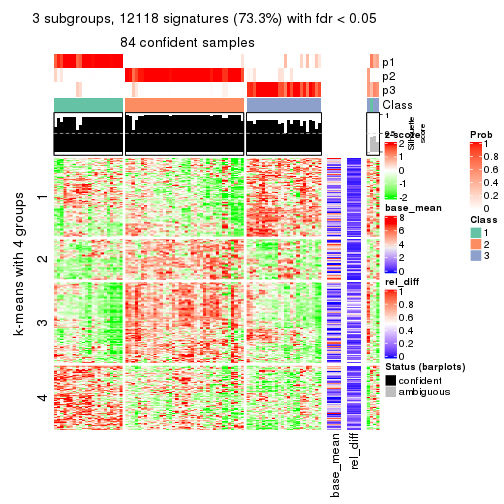 3 subgroups, 12118 signatures (73.3%) with fdr < 0.05
84 confident samples
p1
p2
p3
Class
1
Silhouette
score
k-means with 4 groups
1
2
3
4
base_mean
rel_diff
z-score
2
1
0
-1
-2
base_mean
8
6
4
2
0
rel_diff
1
0.8
0.6
0.4
0.2
0
Status (barplots)
confident
ambiguous
Prob
1
0.8
0.6
0.4
0.2
0
Class
1
2
3